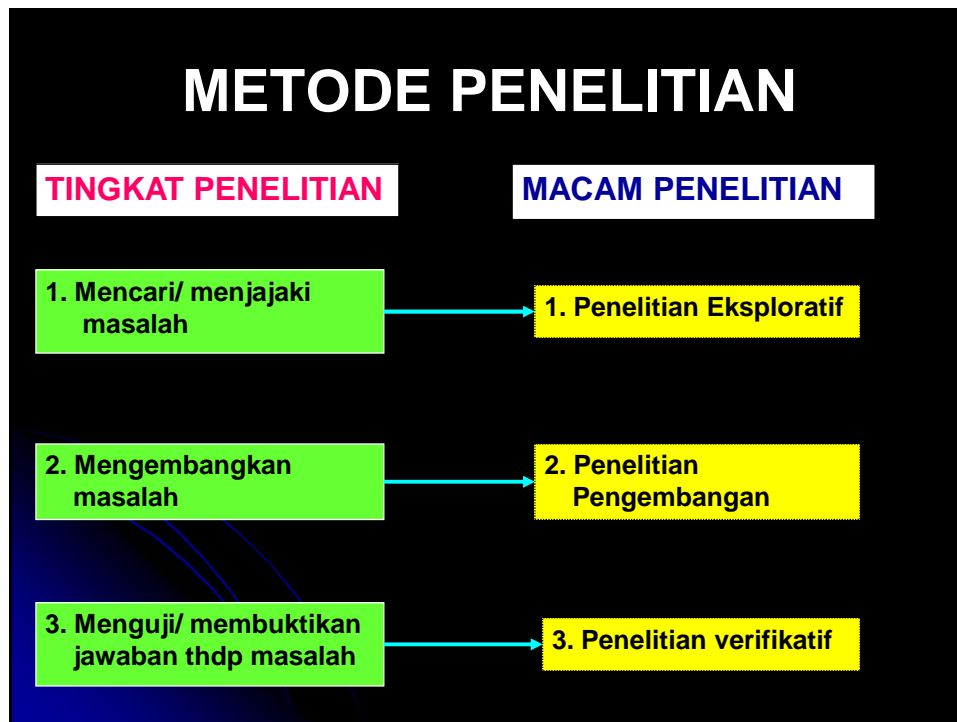 METODE PENELITIAN
TINGKAT PENELITIAN
MACAM PENELITIAN
1. Mencari/ menjajaki
masalah
1. Penelitian Eksploratif
2. Mengembangkan
masalah
2. Penelitian
Pengembangan
3. Menguji/ membuktikan
jawaban thdp masalah
3. Penelitian verifikatif